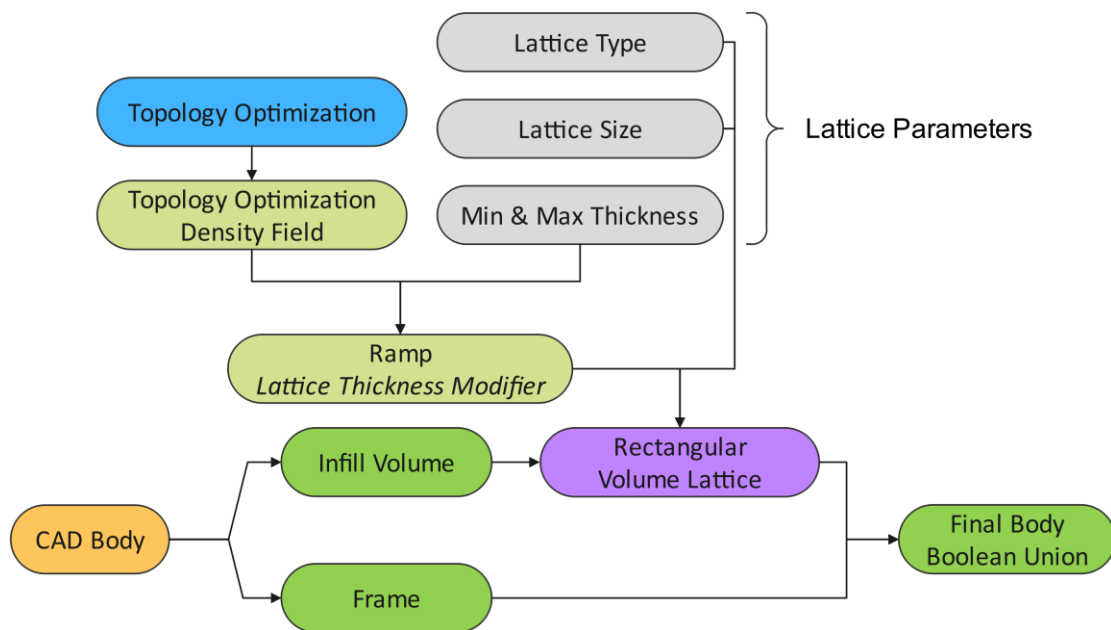 Lattice Type
Topology Optimization
Lattice Size
Lattice Parameters
Topology Optimization
Density Field
Min & Max Thickness
Ramp
Lattice Thickness Modifier
Infill Volume
Rectangular
Volume Lattice
CAD Body
Final Body
Boolean Union
Frame